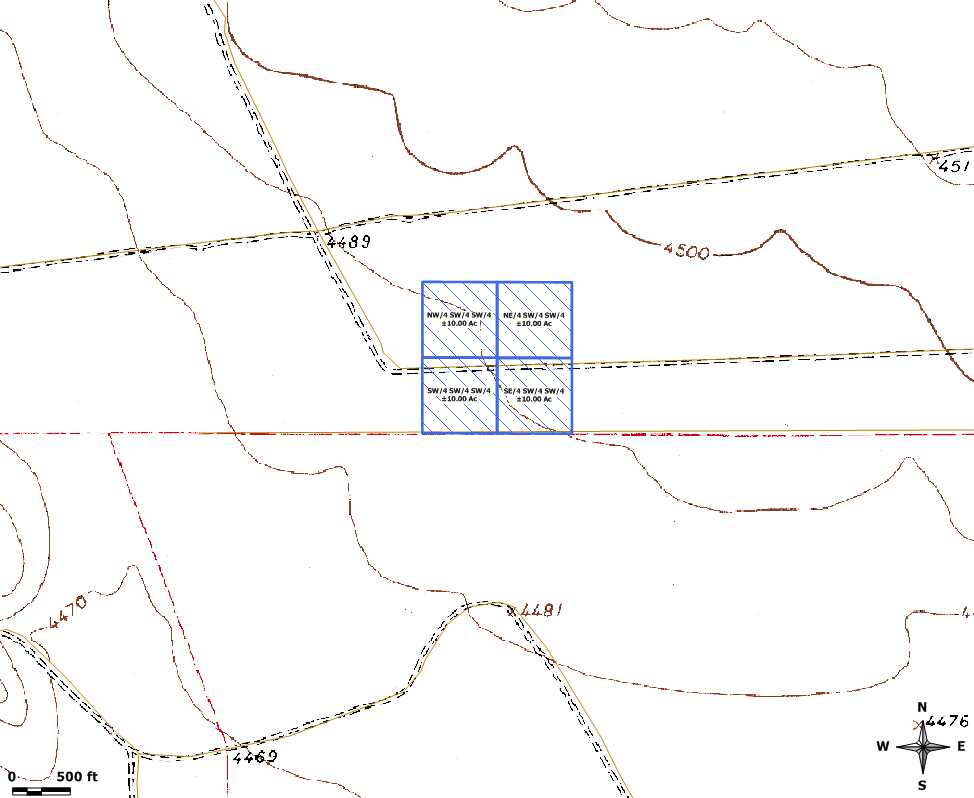 451
4489
4500
NW/4 SW/4 SW/4
±10.00 Ac
NE/4 SW/4 SW/4
±10.00 Ac
SW/4 SW/4 SW/4
±10.00 Ac
SE/4 SW/4 SW/4
±10.00 Ac
4470
4481
4
N
4476
W
E
S
4469
0
500 ft